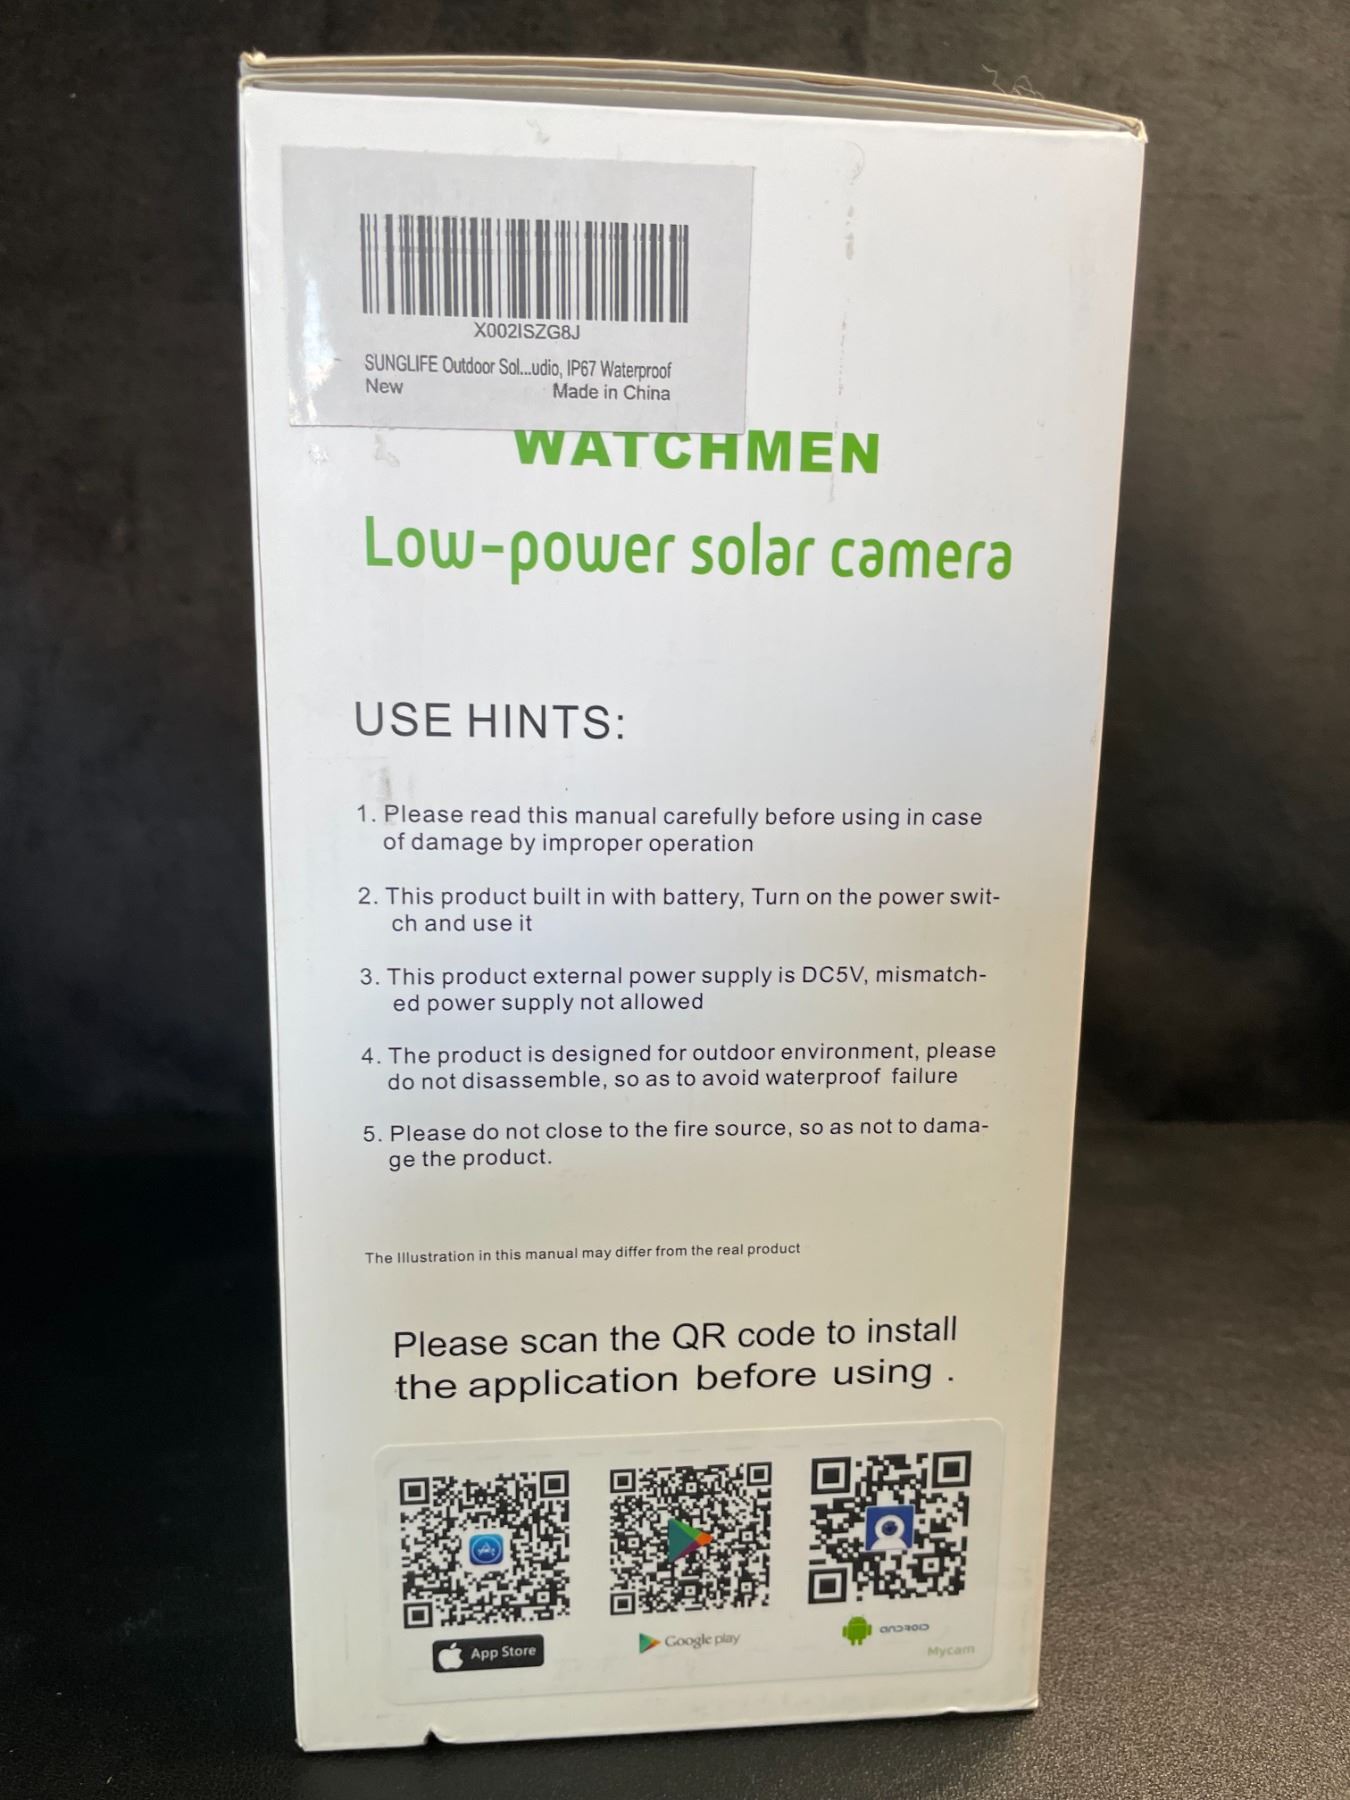 X002ISZG8J
SUNGLIFE Outdoor Sol...udio, IP67 Waterproof
New Made in China
WATCHMEN
Low-power solar camera
USE HINTS:
1. Please read this manual carefully before using in case
of damage by improper operation
2. This product built in with battery, Turn on the power swit-
ch and use it
3. This product external power supply is DC5V, mismatch-
ed power supply not allowed
4. The product is designed for outdoor environment, please
do not disassemble, so as to avoid waterproof failure
5. Please do not close to the fire source, so as not to dama-
ge the product.
The Illustration in this manual may differ from the real product
Please scan the QR code to install
the application before using .
App Store
Google play
ANDROID
Mycam